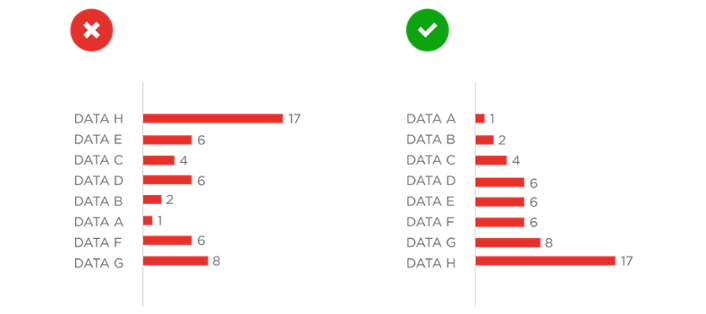 DATA H 17
DATA E 6
DATA C 4
DATA D 6
DATA B 2
DATA A 1
DATA F 6
DATA G 8
DATA A 1
DATA B 2
DATA C 4
DATA D 6
DATA E 6
DATA F 6
DATA G 8
DATA H 17